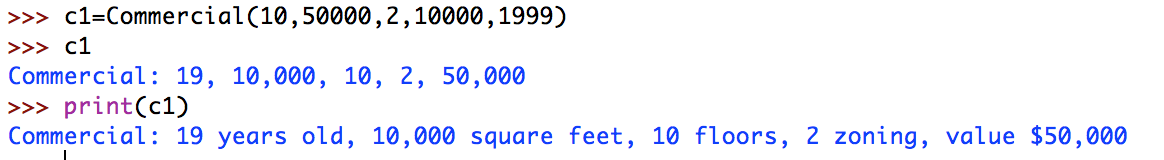 >>> c1=Commercial(10,50000,2,10000,1999)
>>> c1
Commercial: 19, 10,000, 10, 2, 50,000
>>> print(c1)
Commercial: 19 years old, 10,000 square feet, 10 floors, 2 zoning, value $50,000